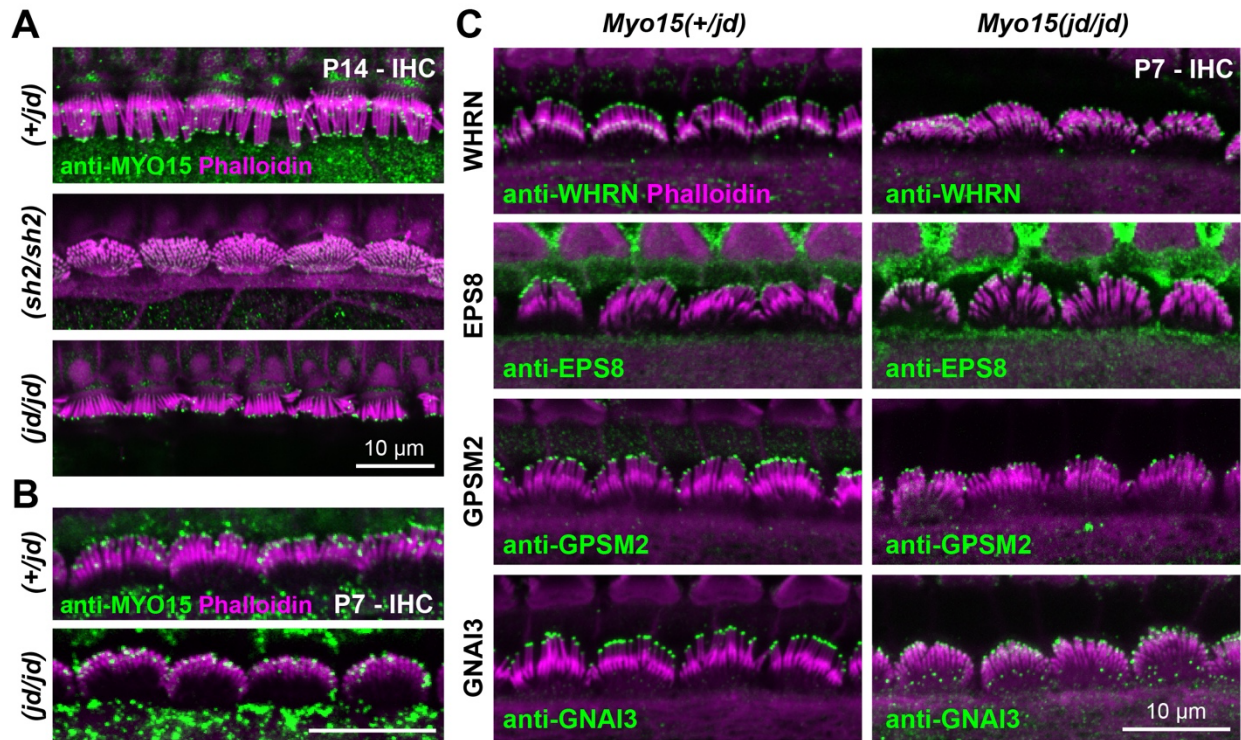 A
P14 - IHC
(+/jd)
anti-MYO15 Phalloidin
(sh2/sh2)
(jd/jd)
10 µm
B
(+/jd)
anti-MYO15 Phalloidin P7 - IHC
(jd/jd)
C
Myo15(+/jd) Myo15(jd/jd)
P7 - IHC
WHRN
anti-WHRN Phalloidin
anti-WHRN
EPS8
anti-EPS8
anti-EPS8
GPSM2
anti-GPSM2
anti-GPSM2
GNAI3
anti-GNAI3
anti-GNAI3
10 µm